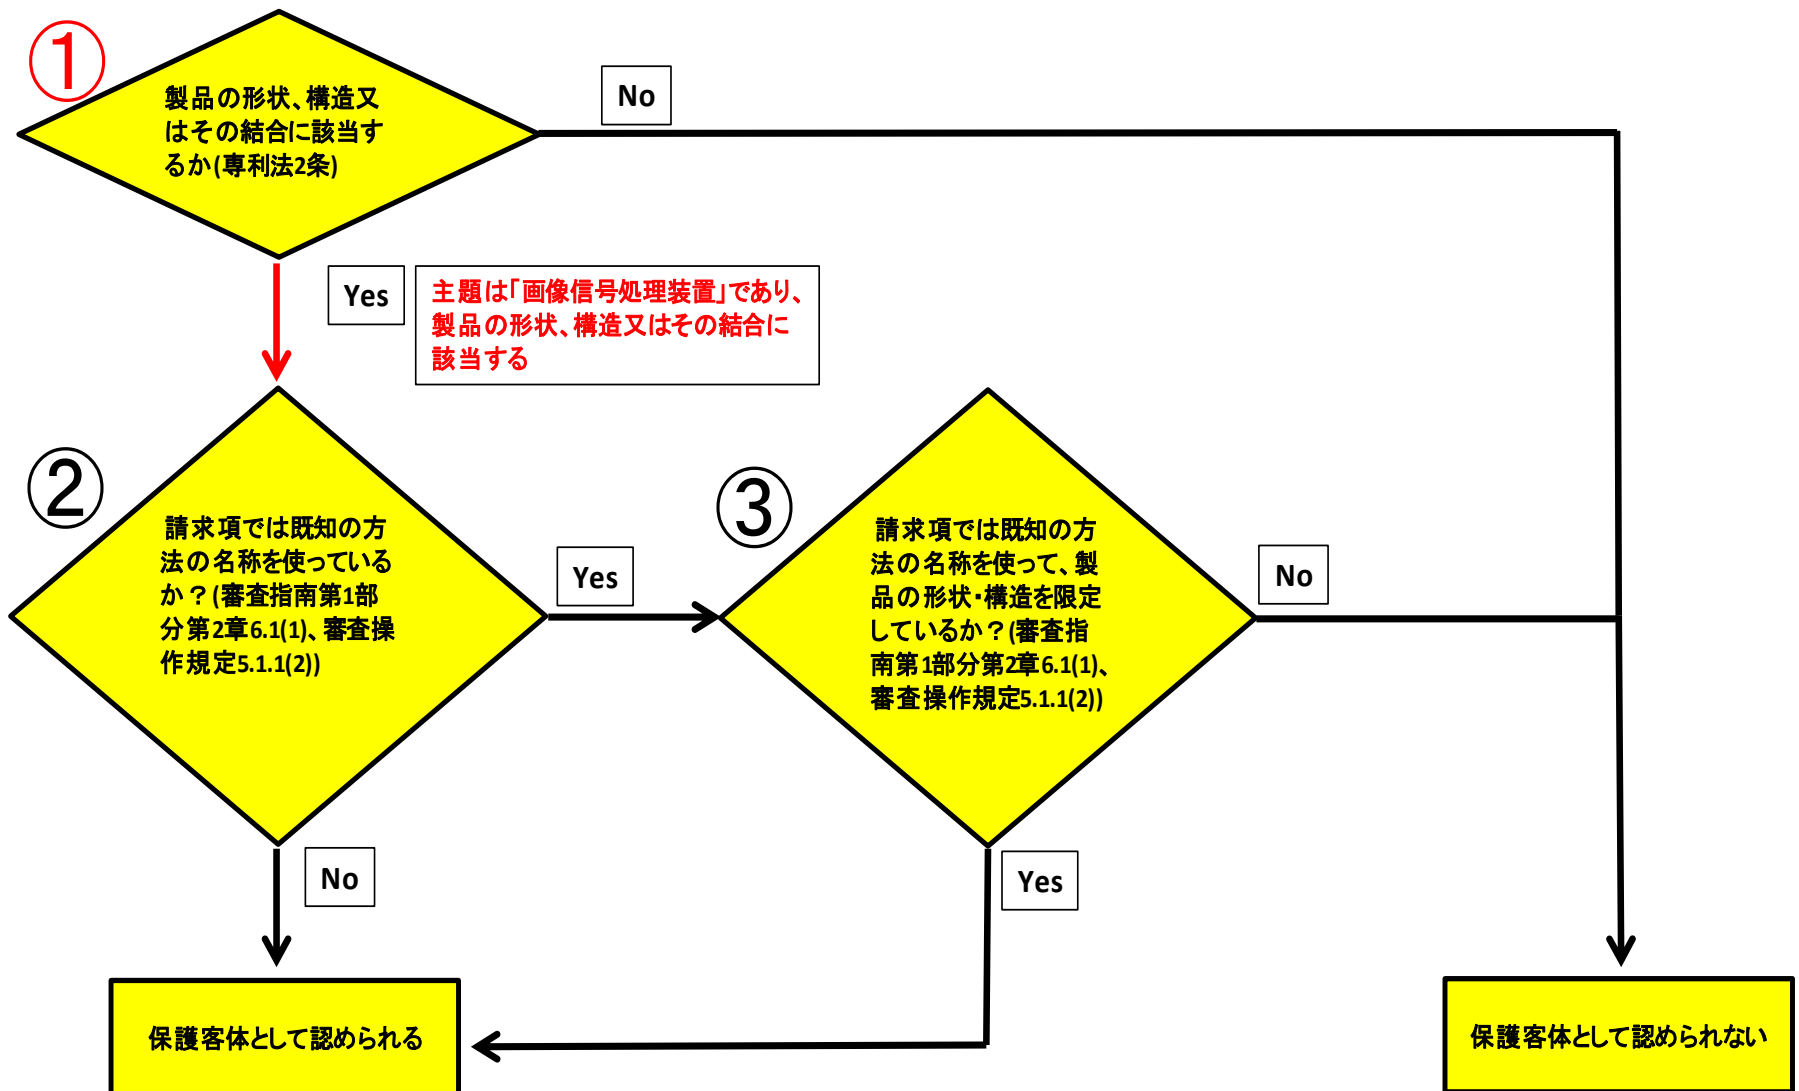 ①
製品の形状、構造又
はその結合に該当す
るか(専利法2条)
No
Yes
主題は「画像信号処理装置」であり、
製品の形状、構造又はその結合に
該当する
②
請求項では既知の方
法の名称を使っている
か？(審査指南第1部
分第2章6.1(1)、審査操
作規定5.1.1(2))
Yes
③
請求項では既知の方
法の名称を使って、製
品の形状・構造を限定
しているか？(審査指
南第1部分第2章6.1(1)、
審査操作規定5.1.1(2))
No
No
Yes
保護客体として認められる
保護客体として認められない